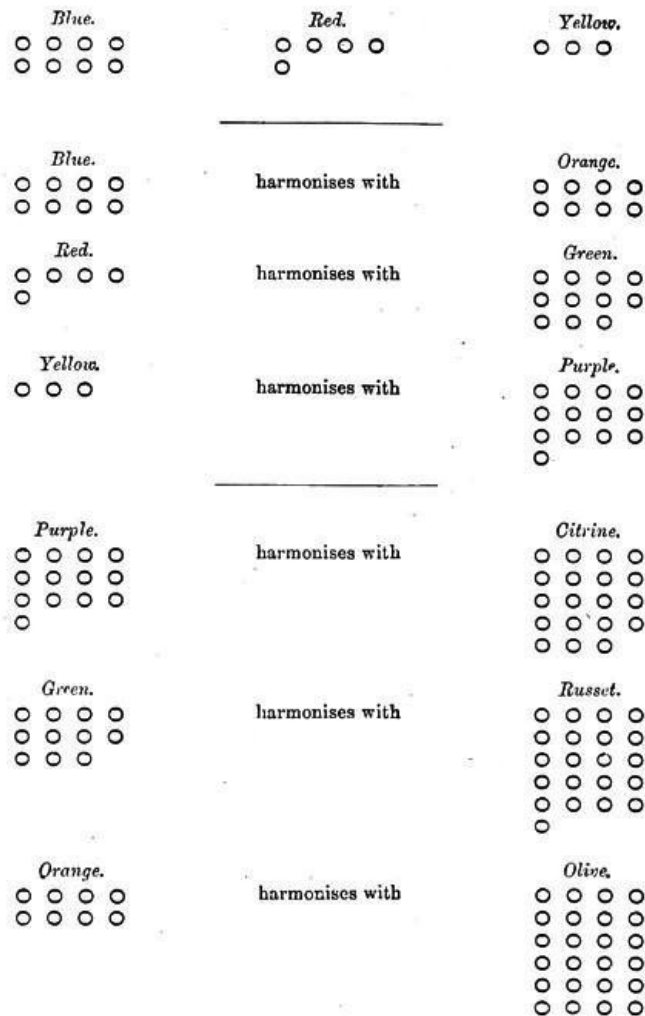 Blue. Red. Yellow.
Blue. harmonises with Orange.
Red. harmonises with Green.
Yellow. harmonises with Purple.
Purple. harmonises with Citrine.
Green. harmonises with Russet.
Orange. harmonises with Olive.